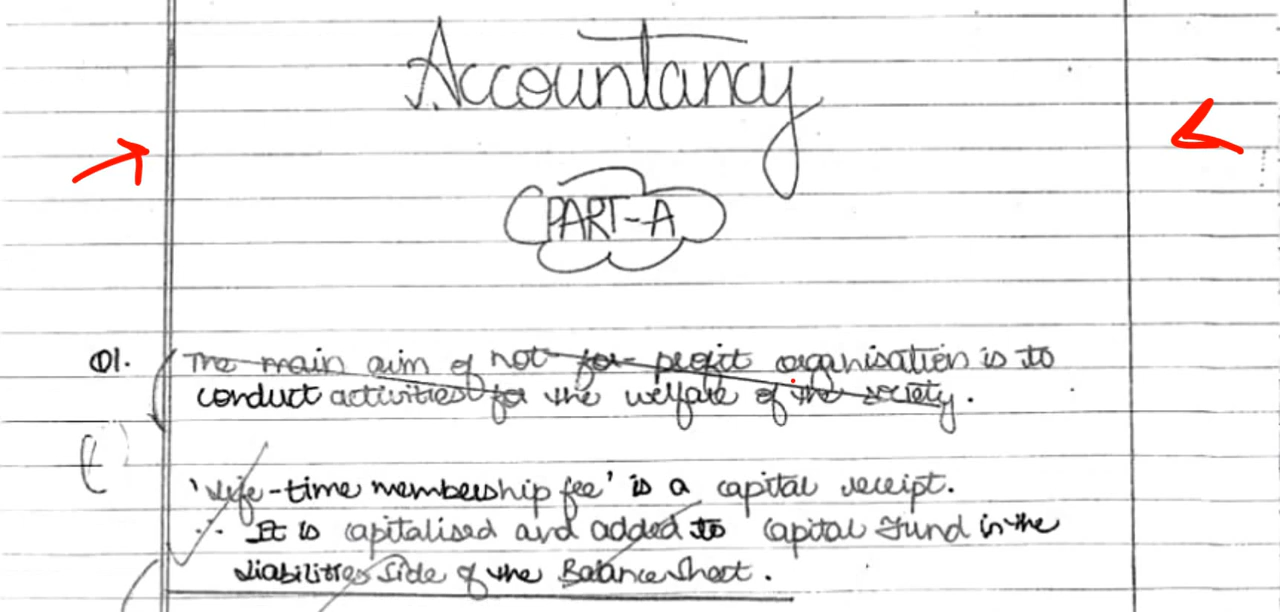 Accountancy
PART-A
Q1. The main aim of not for profit organisation is to
conduct activities for the welfare of the society.
'Life-time membership fee' is a capital receipt.
∴ It is capitalised and added to Capital Fund in the
Liabilities Side of the Balance Sheet.